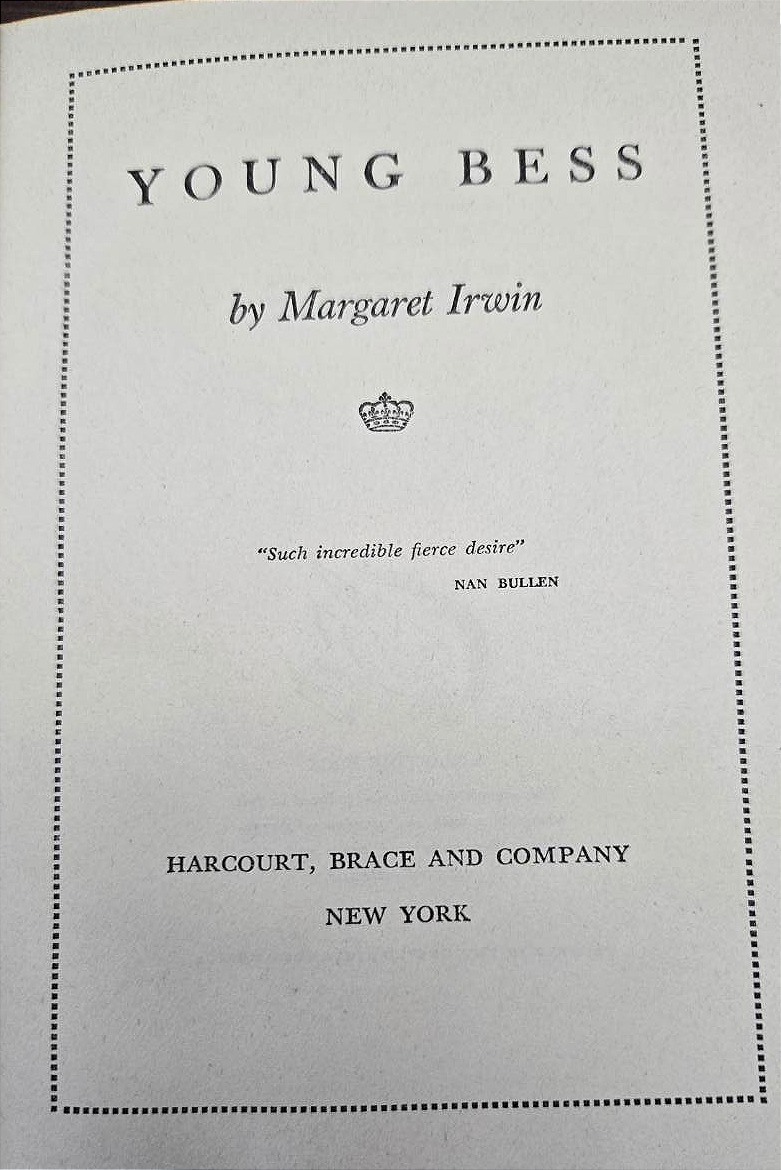 YOUNG BESS
by Margaret Irwin
“Such incredible fierce desire”
NAN BULLEN
HARCOURT, BRACE AND COMPANY
NEW YORK